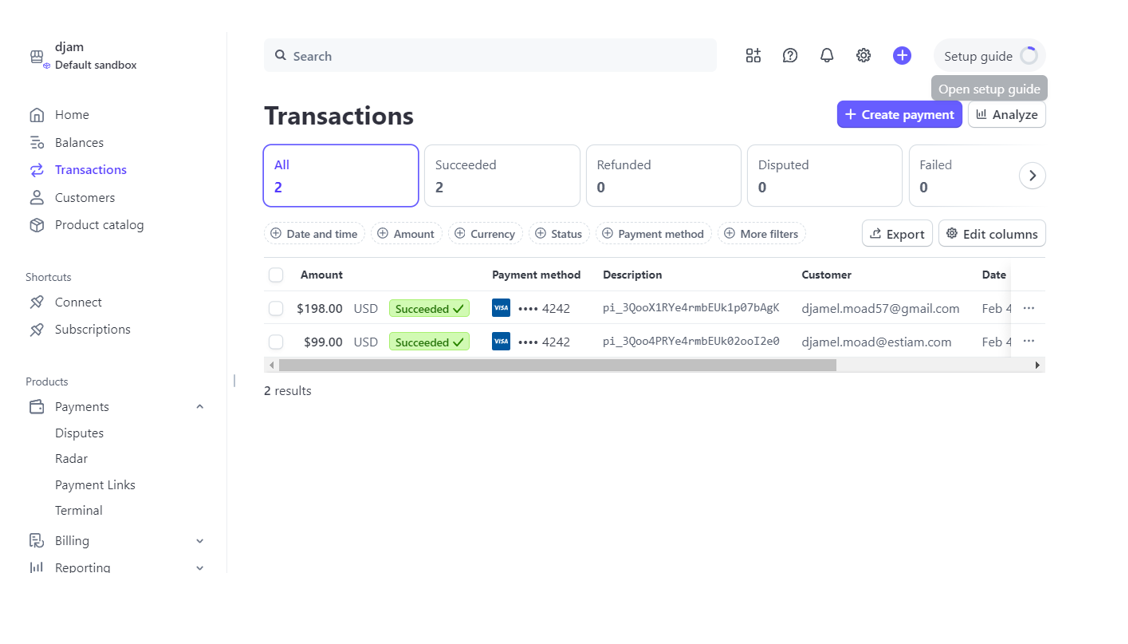 djam
Default sandbox
Search
Setup guide
Open setup guide
Home
Balances
Transactions
Customers
Product catalog
Shortcuts
Connect
Subscriptions
Products
Payments
Disputes
Radar
Payment Links
Terminal
Billing
Reporting
Transactions
Create payment
Analyze
All
2
Succeeded
2
Refunded
0
Disputed
0
Failed
0
Date and time
Amount
Currency
Status
Payment method
More filters
Export
Edit columns
Amount Payment method Description Customer Date
$198.00 USD Succeeded VISA •••• 4242 pi_3QooX1RYe4rmbEUk1p07bAgK djamel.moad57@gmail.com Feb 4 ···
$99.00 USD Succeeded VISA •••• 4242 pi_3Qoo4PRYe4rmbEUk02ooI2e0 djamel.moad@estiam.com Feb 4 ···
2 results